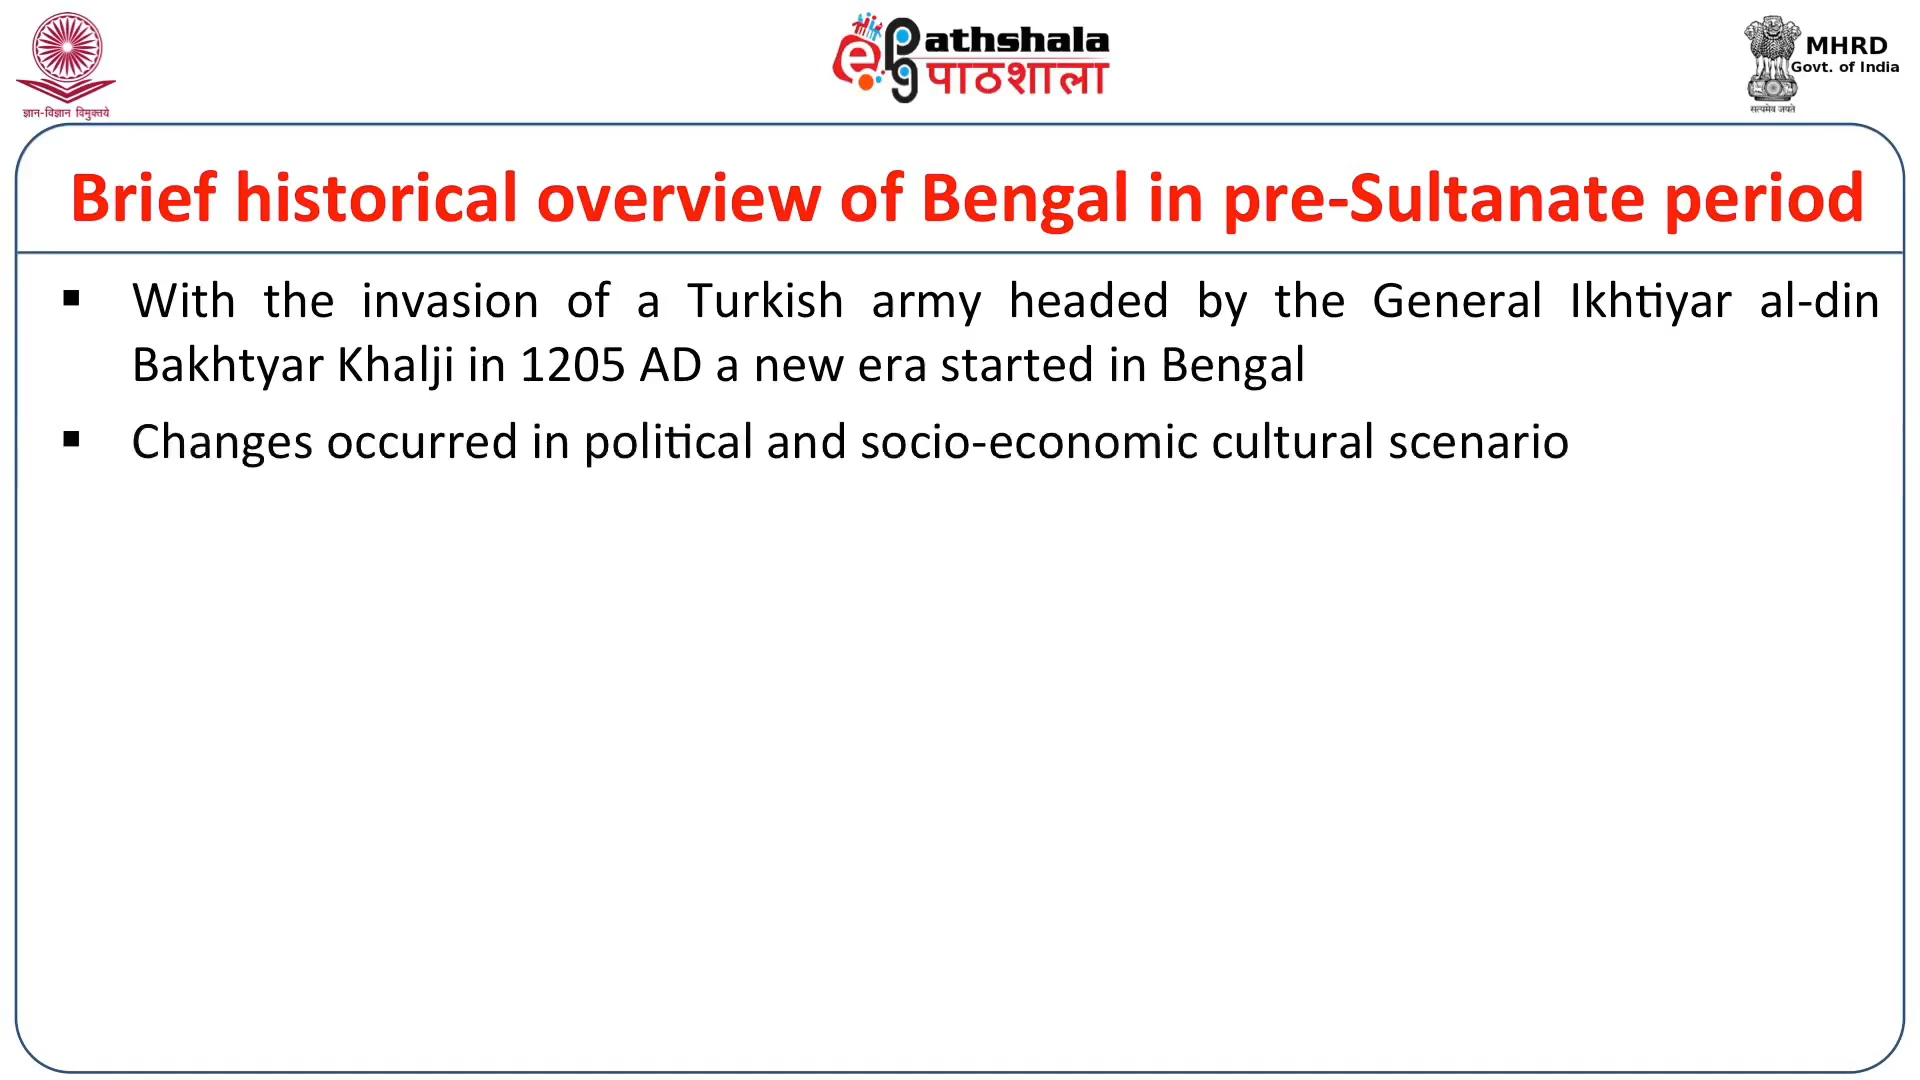 ज्ञान-विज्ञान विमुक्तये
e Pathshala
पाठशाला
MHRD
Govt. of India
सत्यमेव जयते
Brief historical overview of Bengal in pre-Sultanate period
▪ With the invasion of a Turkish army headed by the General Ikhtiyar al-din
Bakhtyar Khalji in 1205 AD a new era started in Bengal
▪ Changes occurred in political and socio-economic cultural scenario